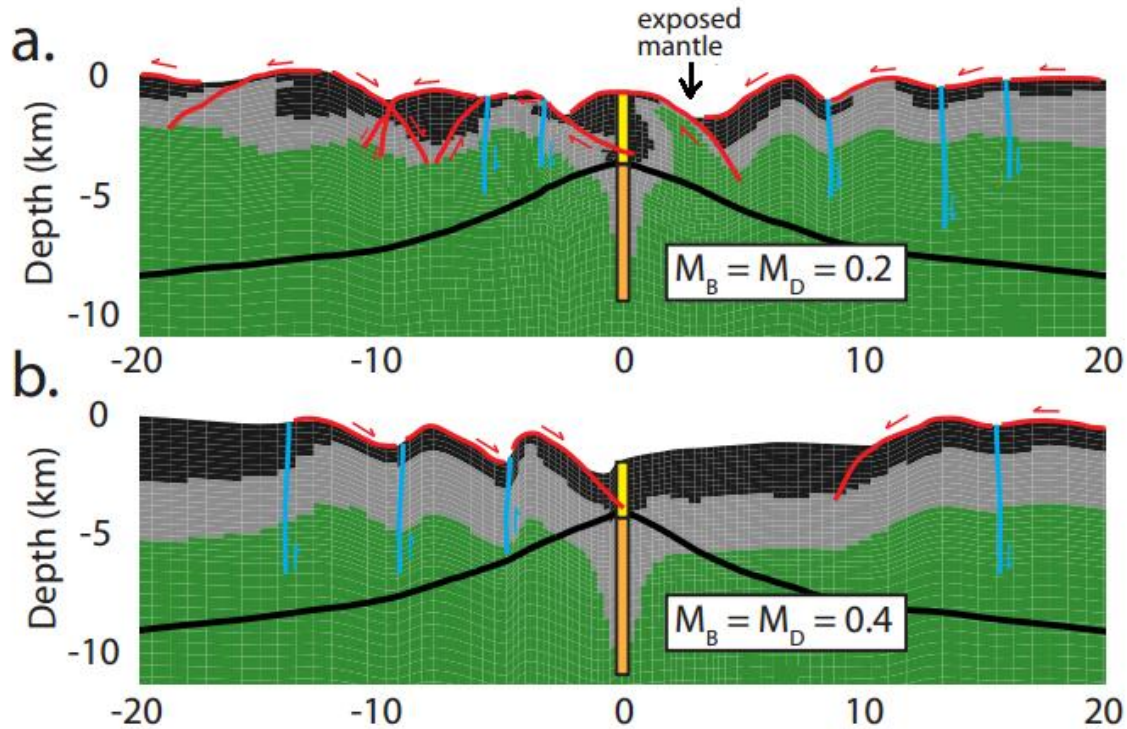 a.
exposed
mantle
Depth (km)
0
-5
-10
M_B = M_D = 0.2
-20 -10 0 10 20
b.
Depth (km)
0
-5
-10
M_B = M_D = 0.4
-20 -10 0 10 20